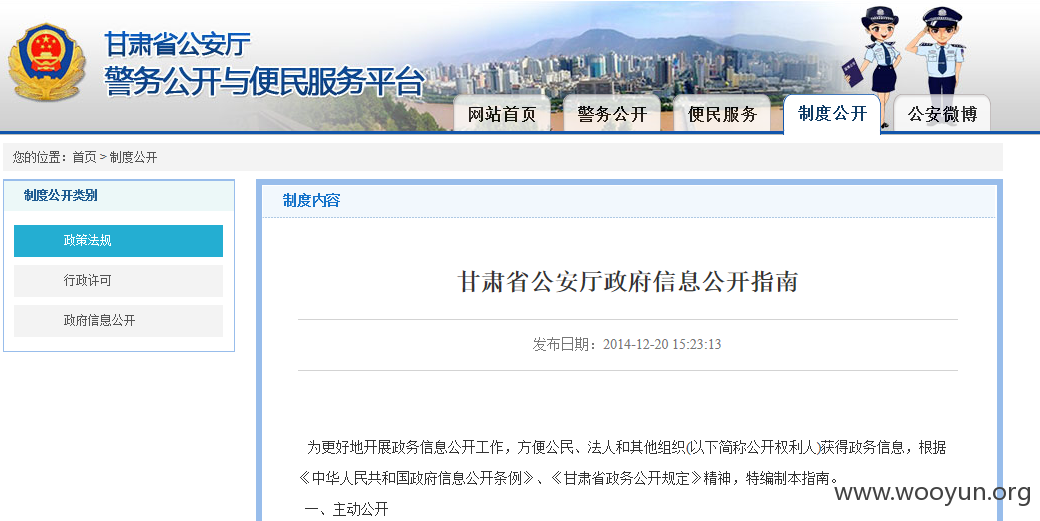 甘肃省公安厅
警务公开与便民服务平台
网站首页 警务公开 便民服务 制度公开 公安微博
您的位置：首页 > 制度公开
制度公开类别
政策法规
行政许可
政府信息公开
制度内容
甘肃省公安厅政府信息公开指南
发布日期：2014-12-20 15:23:13
为更好地开展政务信息公开工作，方便公民、法人和其他组织(以下简称公开权利人)获得政务信息，根据
《中华人民共和国政府信息公开条例》、《甘肃省政务公开规定》精神，特编制本指南。
一、主动公开
www.wooyun.org